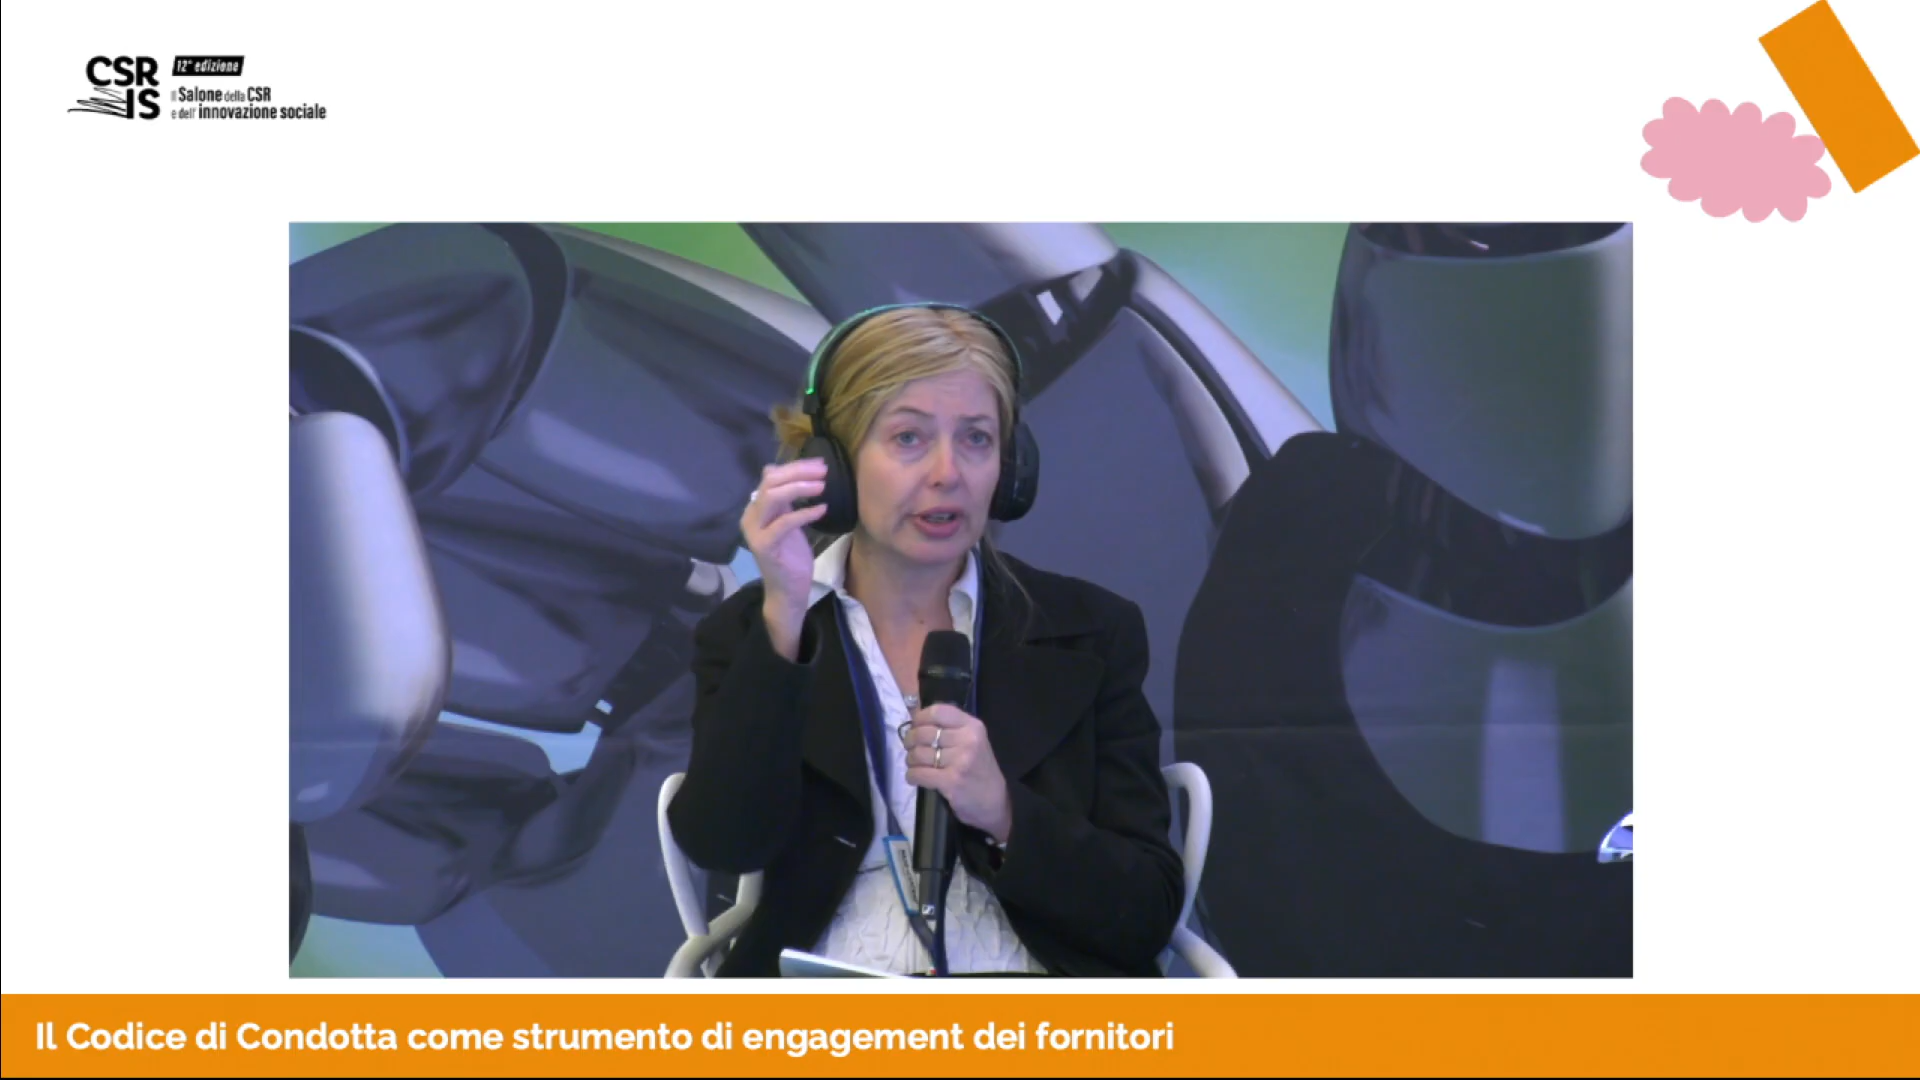 CSR
IS
12ª edizione
Il Salone della CSR
e dell'innovazione sociale
Il Codice di Condotta come strumento di engagement dei fornitori